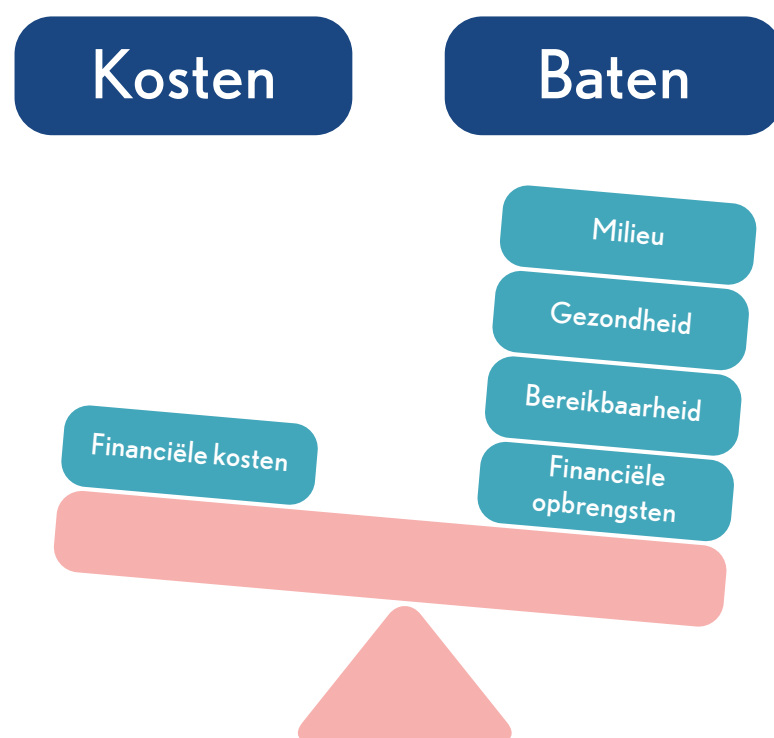 Kosten
Baten
Milieu
Gezondheid
Bereikbaarheid
Financiële kosten
Financiële
opbrengsten